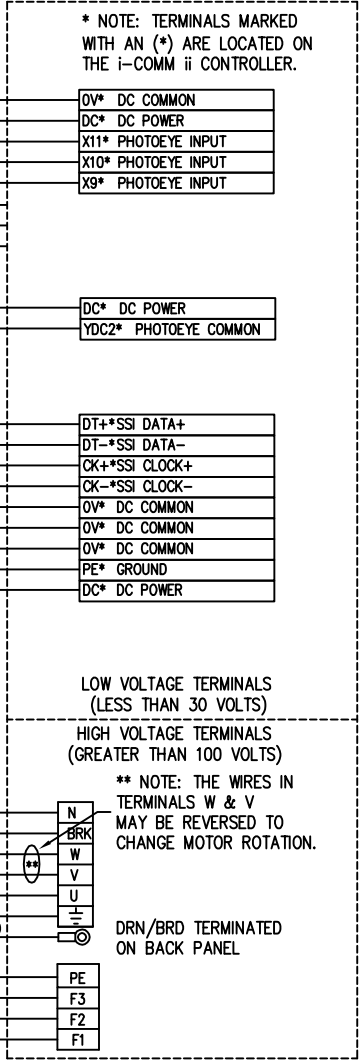 * NOTE: TERMINALS MARKED
WITH AN (*) ARE LOCATED ON
THE i-COMM ii CONTROLLER.
0V* DC COMMON
DC* DC POWER
X11* PHOTOEYE INPUT
X10* PHOTOEYE INPUT
X9* PHOTOEYE INPUT
DC* DC POWER
YDC2* PHOTOEYE COMMON
DT+*SSI DATA+
DT-*SSI DATA-
CK+*SSI CLOCK+
CK-*SSI CLOCK-
0V* DC COMMON
0V* DC COMMON
0V* DC COMMON
PE* GROUND
DC* DC POWER
LOW VOLTAGE TERMINALS
(LESS THAN 30 VOLTS)
HIGH VOLTAGE TERMINALS
(GREATER THAN 100 VOLTS)
** NOTE: THE WIRES IN
TERMINALS W & V
MAY BE REVERSED TO
CHANGE MOTOR ROTATION.
N
BRK
W
**
V
U
DRN/BRD TERMINATED
ON BACK PANEL
PE
F3
F2
F1